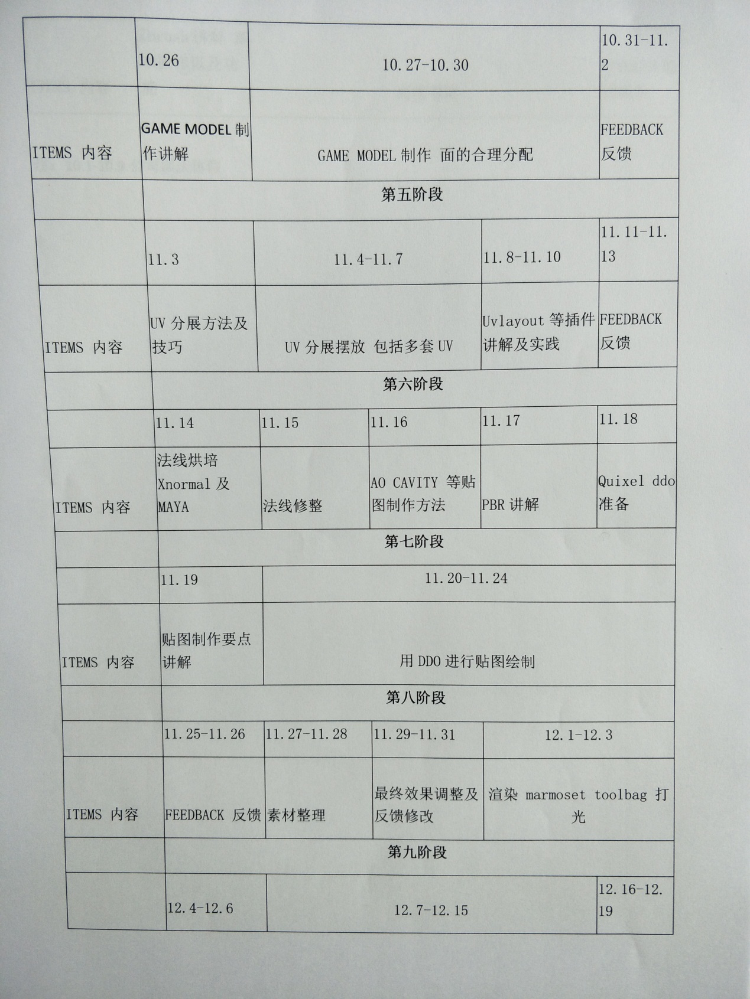 10.26
10.27-10.30
10.31-11.
2
ITEMS 内容
GAME MODEL 制
作讲解
GAME MODEL 制作 面的合理分配
FEEDBACK
反馈
第五阶段
11.3
11.4-11.7
11.8-11.10
11.11-11.
13
ITEMS 内容
UV 分展方法及
技巧
UV 分展摆放 包括多套 UV
Uvlayout 等插件
讲解及实践
FEEDBACK
反馈
第六阶段
11.14
11.15
11.16
11.17
11.18
ITEMS 内容
法线烘培
Xnormal 及
MAYA
法线修整
AO CAVITY 等贴
图制作方法
PBR 讲解
Quixel ddo
准备
第七阶段
11.19
11.20-11.24
ITEMS 内容
贴图制作要点
讲解
用 DDO 进行贴图绘制
第八阶段
11.25-11.26
11.27-11.28
11.29-11.31
12.1-12.3
ITEMS 内容
FEEDBACK 反馈
素材整理
最终效果调整及
反馈修改
渲染 marmoset toolbag 打
光
第九阶段
12.4-12.6
12.7-12.15
12.16-12.
19